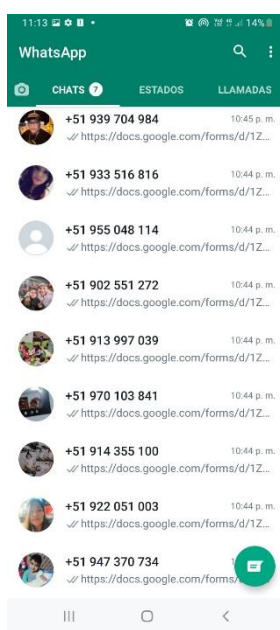 11:13
14%
WhatsApp
CHATS 7
ESTADOS
LLAMADAS
+51 939 704 984
10:45 p. m.
https://docs.google.com/forms/d/1Z...
+51 933 516 816
10:44 p. m.
https://docs.google.com/forms/d/1Z...
+51 955 048 114
10:44 p. m.
https://docs.google.com/forms/d/1Z...
+51 902 551 272
10:44 p. m.
https://docs.google.com/forms/d/1Z...
+51 913 997 039
10:44 p. m.
https://docs.google.com/forms/d/1Z...
+51 970 103 841
10:44 p. m.
https://docs.google.com/forms/d/1Z...
+51 914 355 100
10:44 p. m.
https://docs.google.com/forms/d/1Z...
+51 922 051 003
10:44 p. m.
https://docs.google.com/forms/d/1Z...
+51 947 370 734
https://docs.google.com/forms/